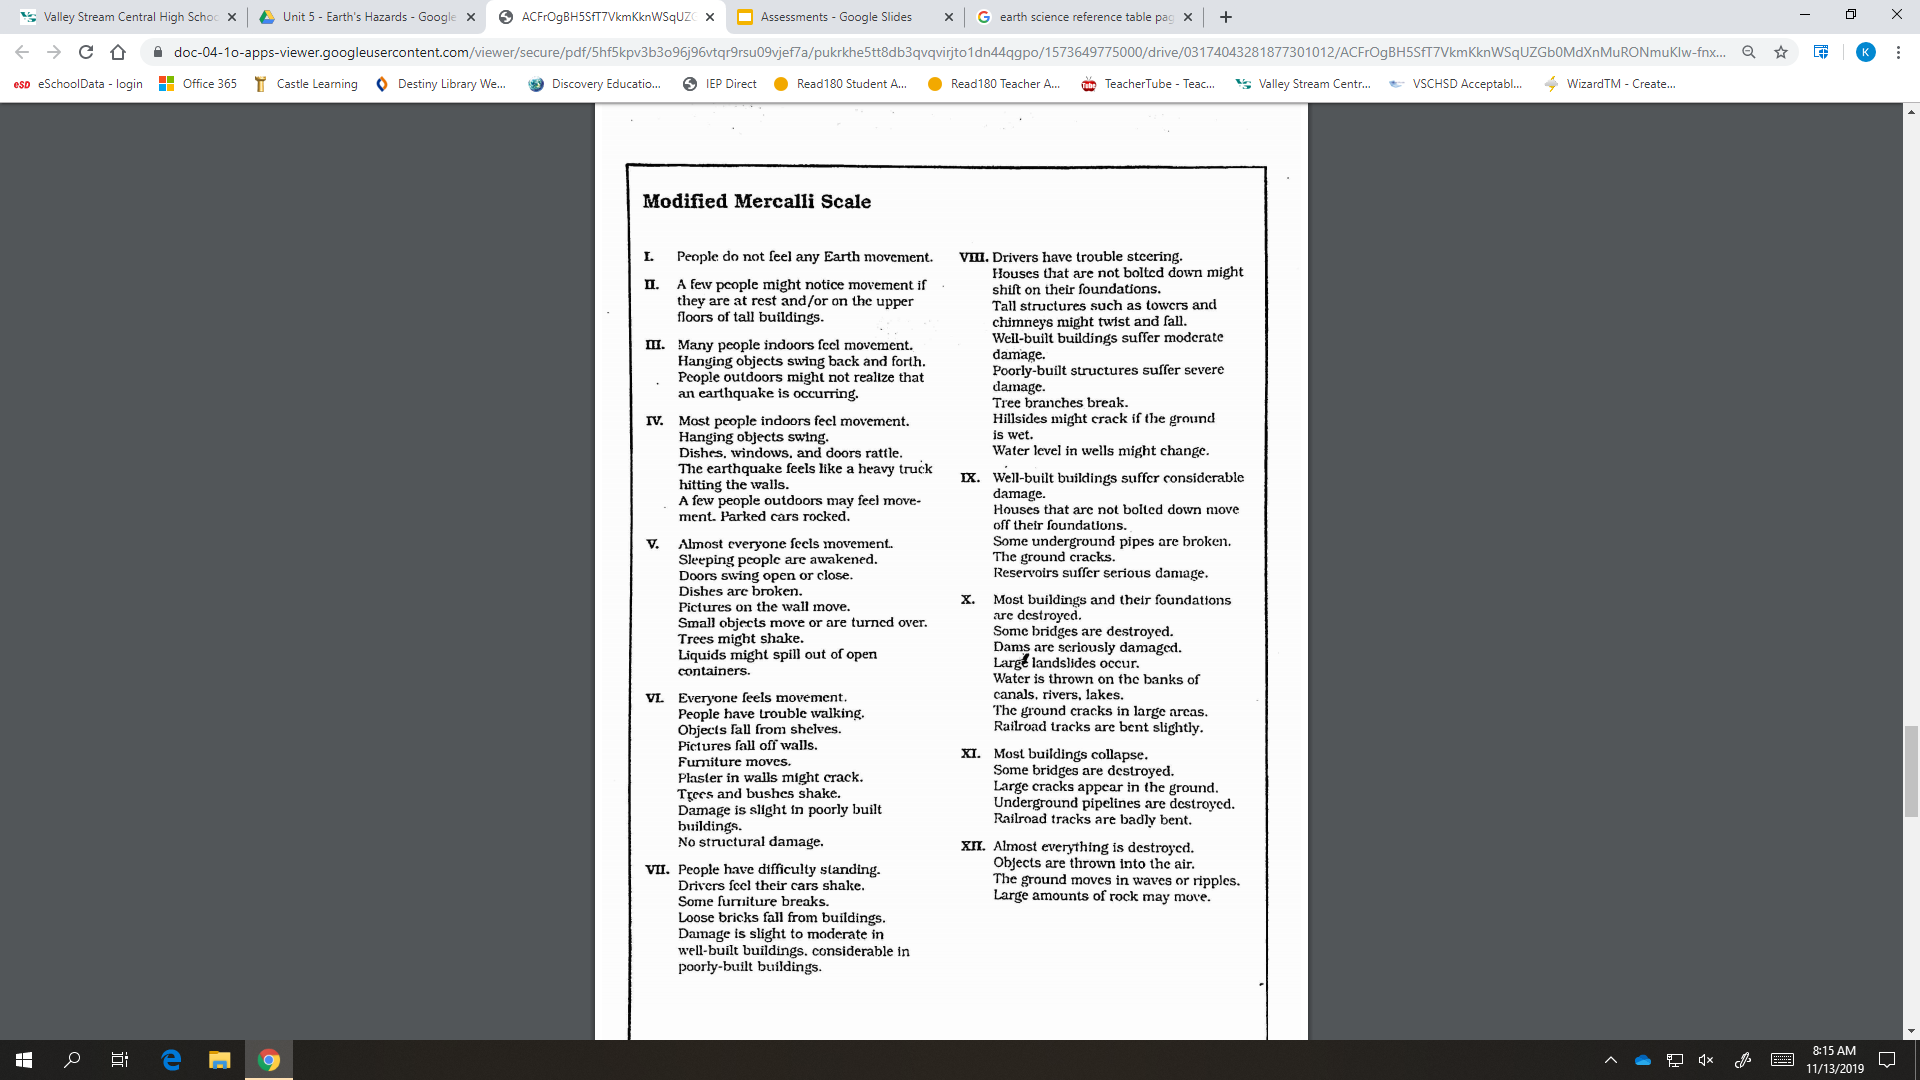 Valley Stream Central High Schoo
Unit 5 - Earth's Hazards - Google
ACFrOgBH5SfT7VkmKknWSqUZG
Assessments - Google Slides
earth science reference table pag
doc-04-1o-apps-viewer.googleusercontent.com/viewer/secure/pdf/5hf5kpv3b3o96j96vtqr9rsu09vjef7a/pukrkhe5tt8db3qvqvirjto1dn44qgpo/1573649775000/drive/03174043281877301012/ACFrOgBH5SfT7VkmKknWSqUZGb0MdXnMuRONmuKlw-fnx...
K
eSD eSchoolData - login
Office 365
Castle Learning
Destiny Library We...
Discovery Educatio...
IEP Direct
Read180 Student A...
Read180 Teacher A...
TeacherTube - Teac...
Valley Stream Centr...
VSCHSD Acceptabl...
WizardTM - Create...
Modified Mercalli Scale
I. People do not feel any Earth movement.
II. A few people might notice movement if
they are at rest and/or on the upper
floors of tall buildings.
III. Many people indoors feel movement.
Hanging objects swing back and forth.
People outdoors might not realize that
an earthquake is occurring.
IV. Most people indoors feel movement.
Hanging objects swing.
Dishes, windows, and doors rattle.
The earthquake feels like a heavy truck
hitting the walls.
A few people outdoors may feel move-
ment. Parked cars rocked.
V. Almost everyone feels movement.
Sleeping people are awakened.
Doors swing open or close.
Dishes are broken.
Pictures on the wall move.
Small objects move or are turned over.
Trees might shake.
Liquids might spill out of open
containers.
VI. Everyone feels movement.
People have trouble walking.
Objects fall from shelves.
Pictures fall off walls.
Furniture moves.
Plaster in walls might crack.
Trees and bushes shake.
Damage is slight in poorly built
buildings.
No structural damage.
VII. People have difficulty standing.
Drivers feel their cars shake.
Some furniture breaks.
Loose bricks fall from buildings.
Damage is slight to moderate in
well-built buildings, considerable in
poorly-built buildings.
VIII. Drivers have trouble steering.
Houses that are not bolted down might
shift on their foundations.
Tall structures such as towers and
chimneys might twist and fall.
Well-built buildings suffer moderate
damage.
Poorly-built structures suffer severe
damage.
Tree branches break.
Hillsides might crack if the ground
is wet.
Water level in wells might change.
IX. Well-built buildings suffer considerable
damage.
Houses that are not bolted down move
off their foundations.
Some underground pipes are broken.
The ground cracks.
Reservoirs suffer serious damage.
X. Most buildings and their foundations
are destroyed.
Some bridges are destroyed.
Dams are seriously damaged.
Large landslides occur.
Water is thrown on the banks of
canals, rivers, lakes.
The ground cracks in large areas.
Railroad tracks are bent slightly.
XI. Most buildings collapse.
Some bridges are destroyed.
Large cracks appear in the ground.
Underground pipelines are destroyed.
Railroad tracks are badly bent.
XII. Almost everything is destroyed.
Objects are thrown into the air.
The ground moves in waves or ripples.
Large amounts of rock may move.
8:15 AM
11/13/2019